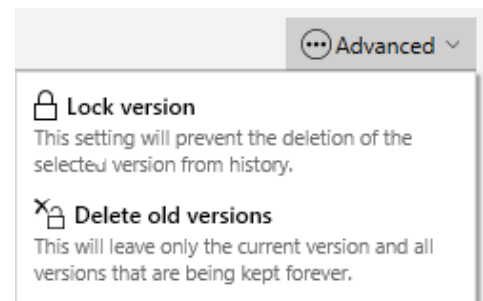 Advanced
Lock version
This setting will prevent the deletion of the
selected version from history.
Delete old versions
This will leave only the current version and all
versions that are being kept forever.